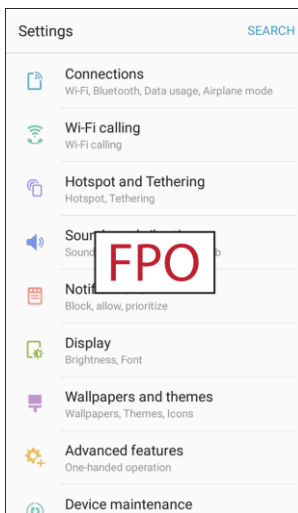 Settings SEARCH
Connections
Wi-Fi, Bluetooth, Data usage, Airplane mode
Wi-Fi calling
Wi-Fi calling
Hotspot and Tethering
Hotspot, Tethering
FPO
Block, allow, prioritize
Display
Brightness, Font
Wallpapers and themes
Wallpapers, Themes, Icons
Advanced features
One-handed operation
Device maintenance